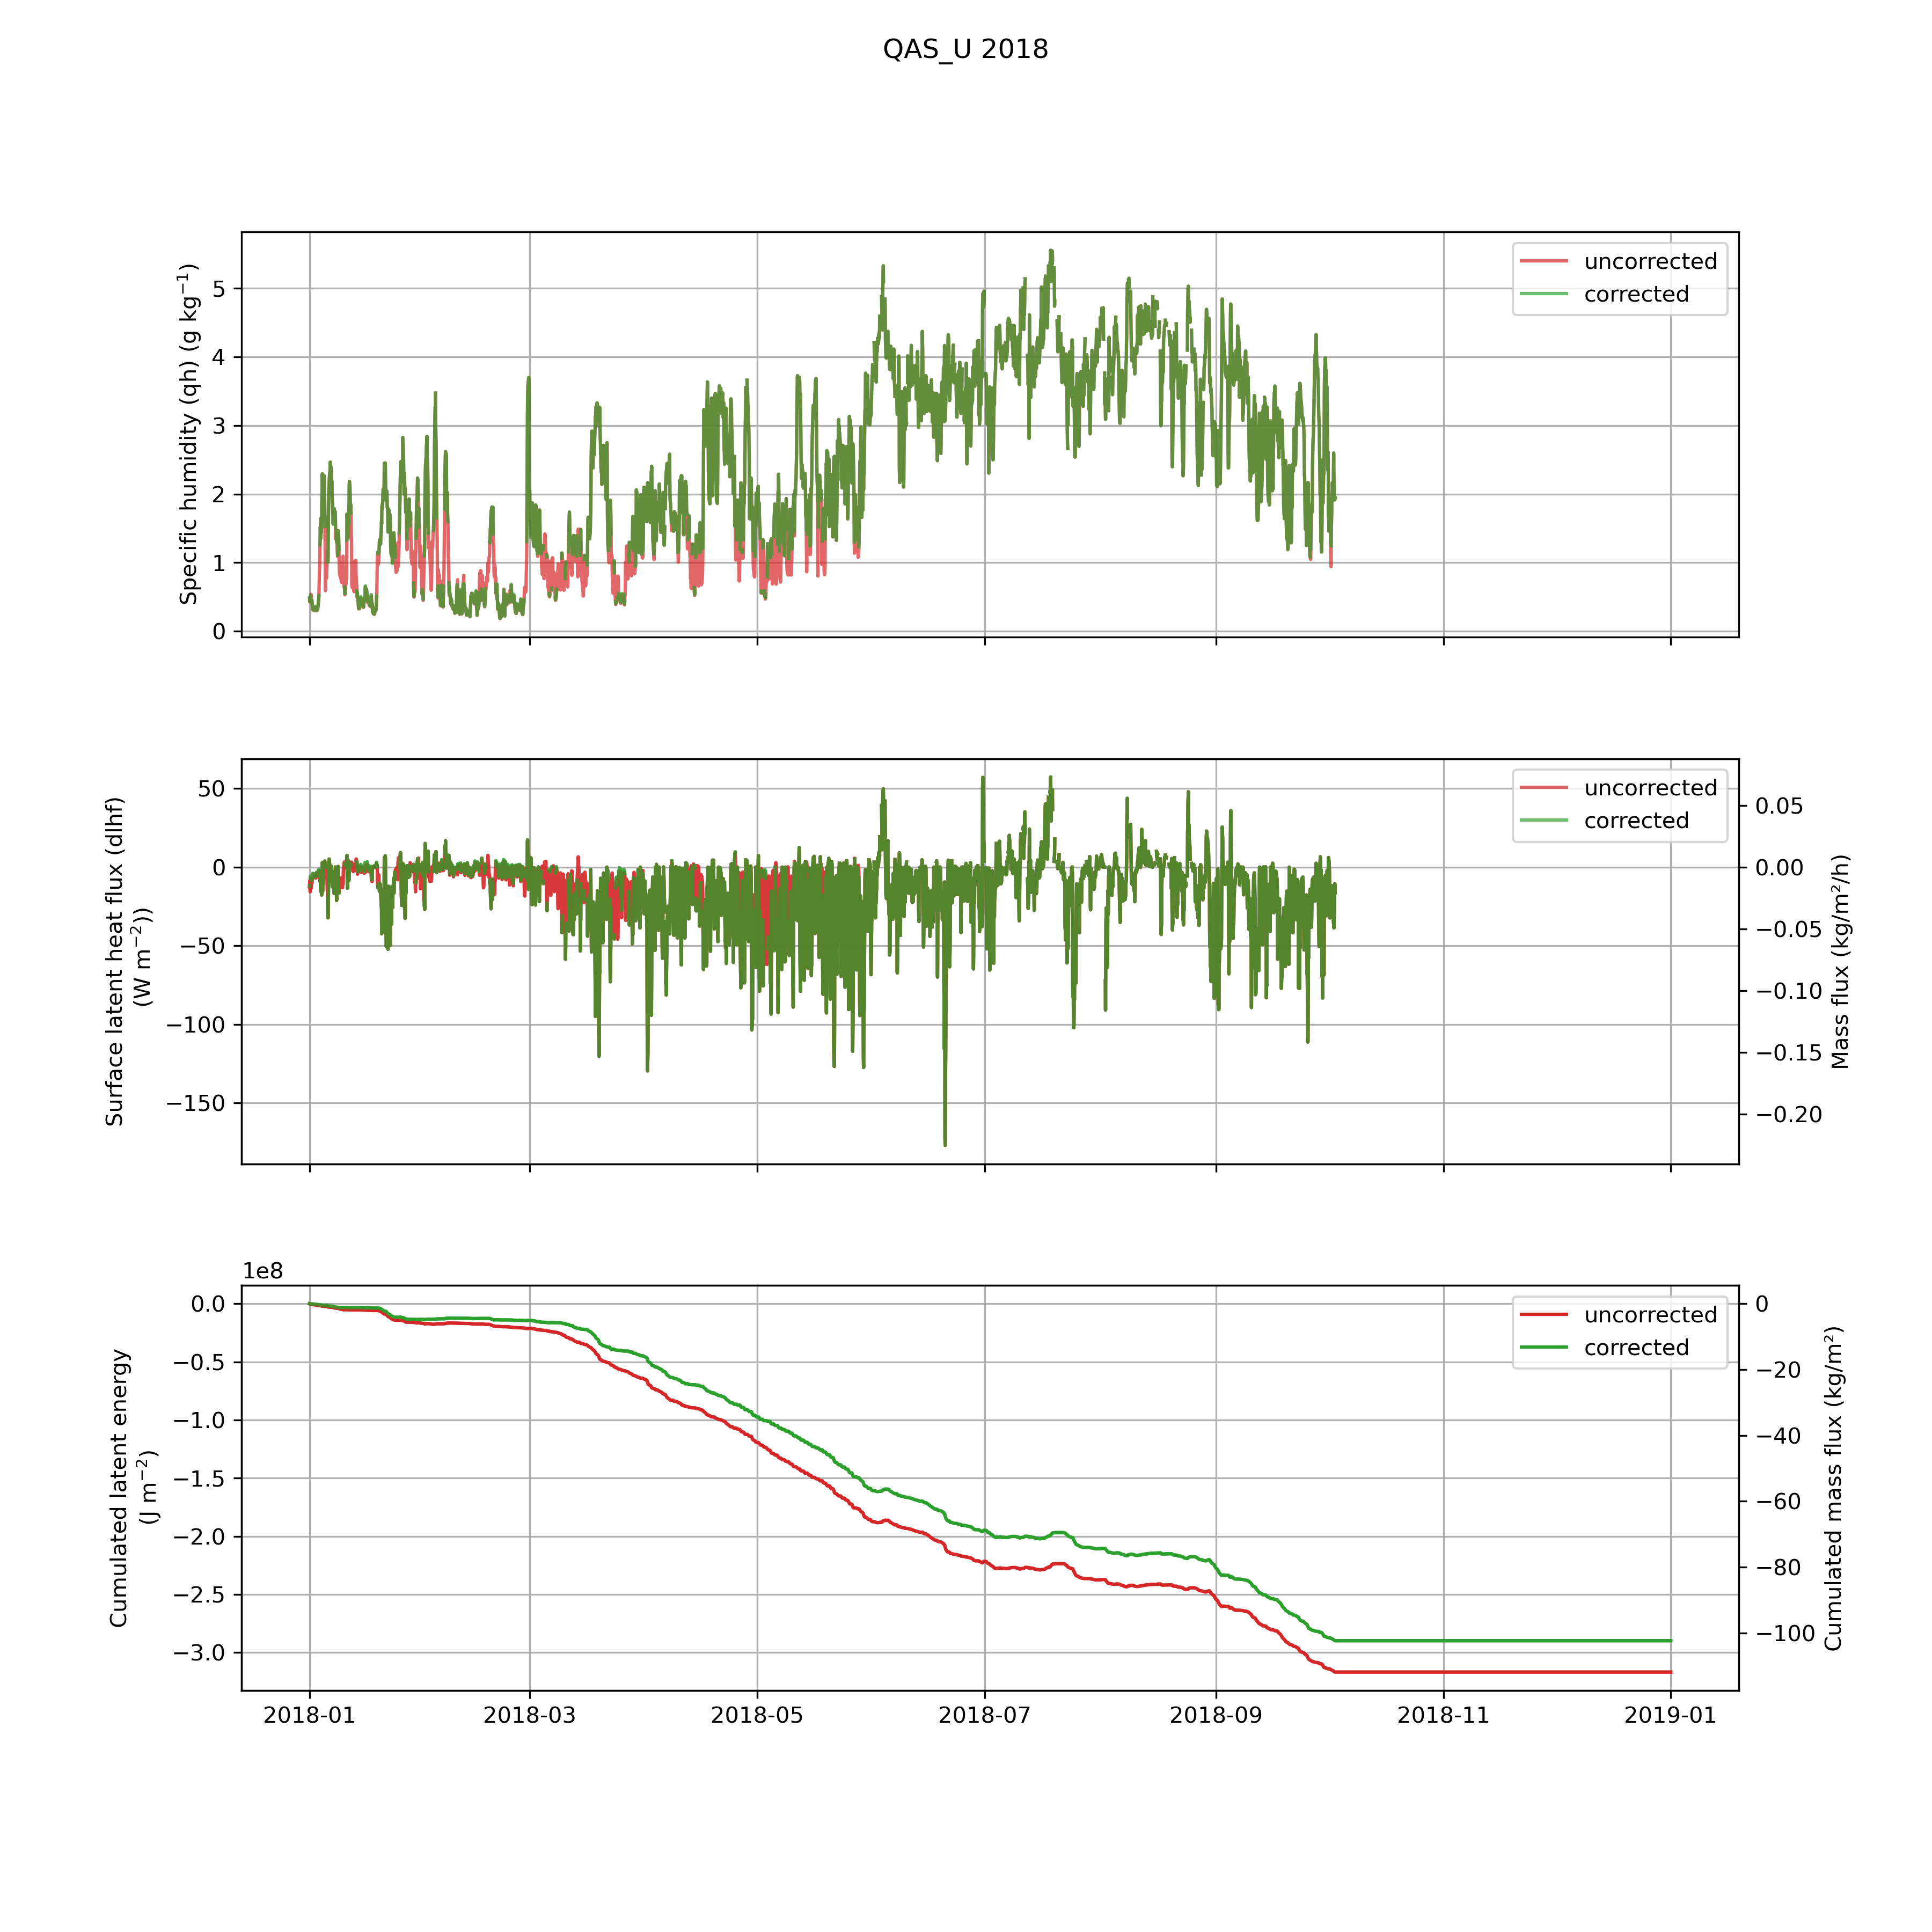 QAS_U 2018
Specific humidity (qh) (g kg⁻¹)
5
4
3
2
1
0
uncorrected
corrected
Surface latent heat flux (dlhf)
(W m⁻²))
50
0
−50
−100
−150
uncorrected
corrected
0.05
0.00
−0.05
−0.10
−0.15
−0.20
Mass flux (kg/m²/h)
1e8
Cumulated latent energy
(J m⁻²)
0.0
−0.5
−1.0
−1.5
−2.0
−2.5
−3.0
uncorrected
corrected
0
−20
−40
−60
−80
−100
Cumulated mass flux (kg/m²)
2018-01 2018-03 2018-05 2018-07 2018-09 2018-11 2019-01